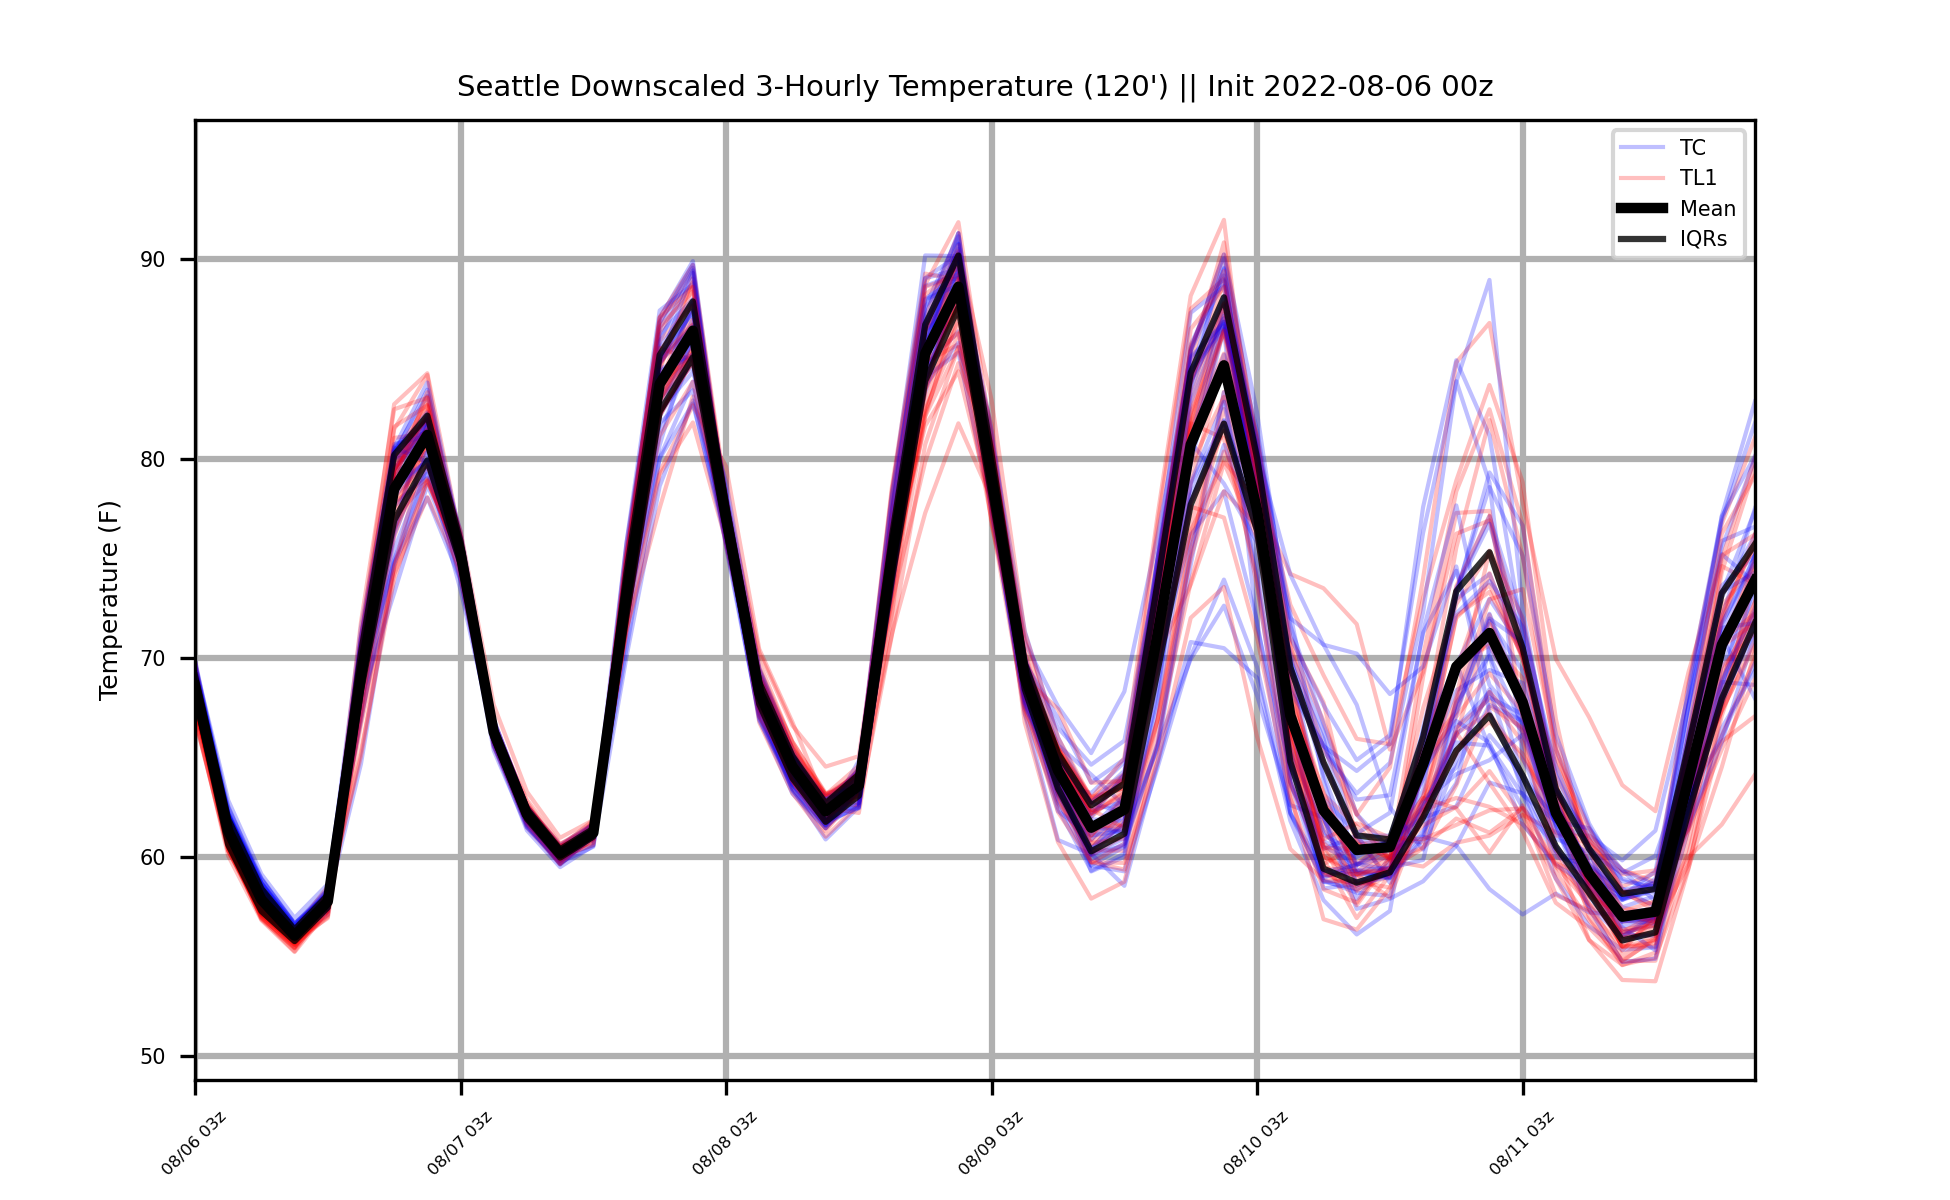 Seattle Downscaled 3-Hourly Temperature (120') || Init 2022-08-06 00z
TC
TL1
Mean
IQRs
Temperature (F)
90
80
70
60
50
08/06 03z
08/07 03z
08/08 03z
08/09 03z
08/10 03z
08/11 03z